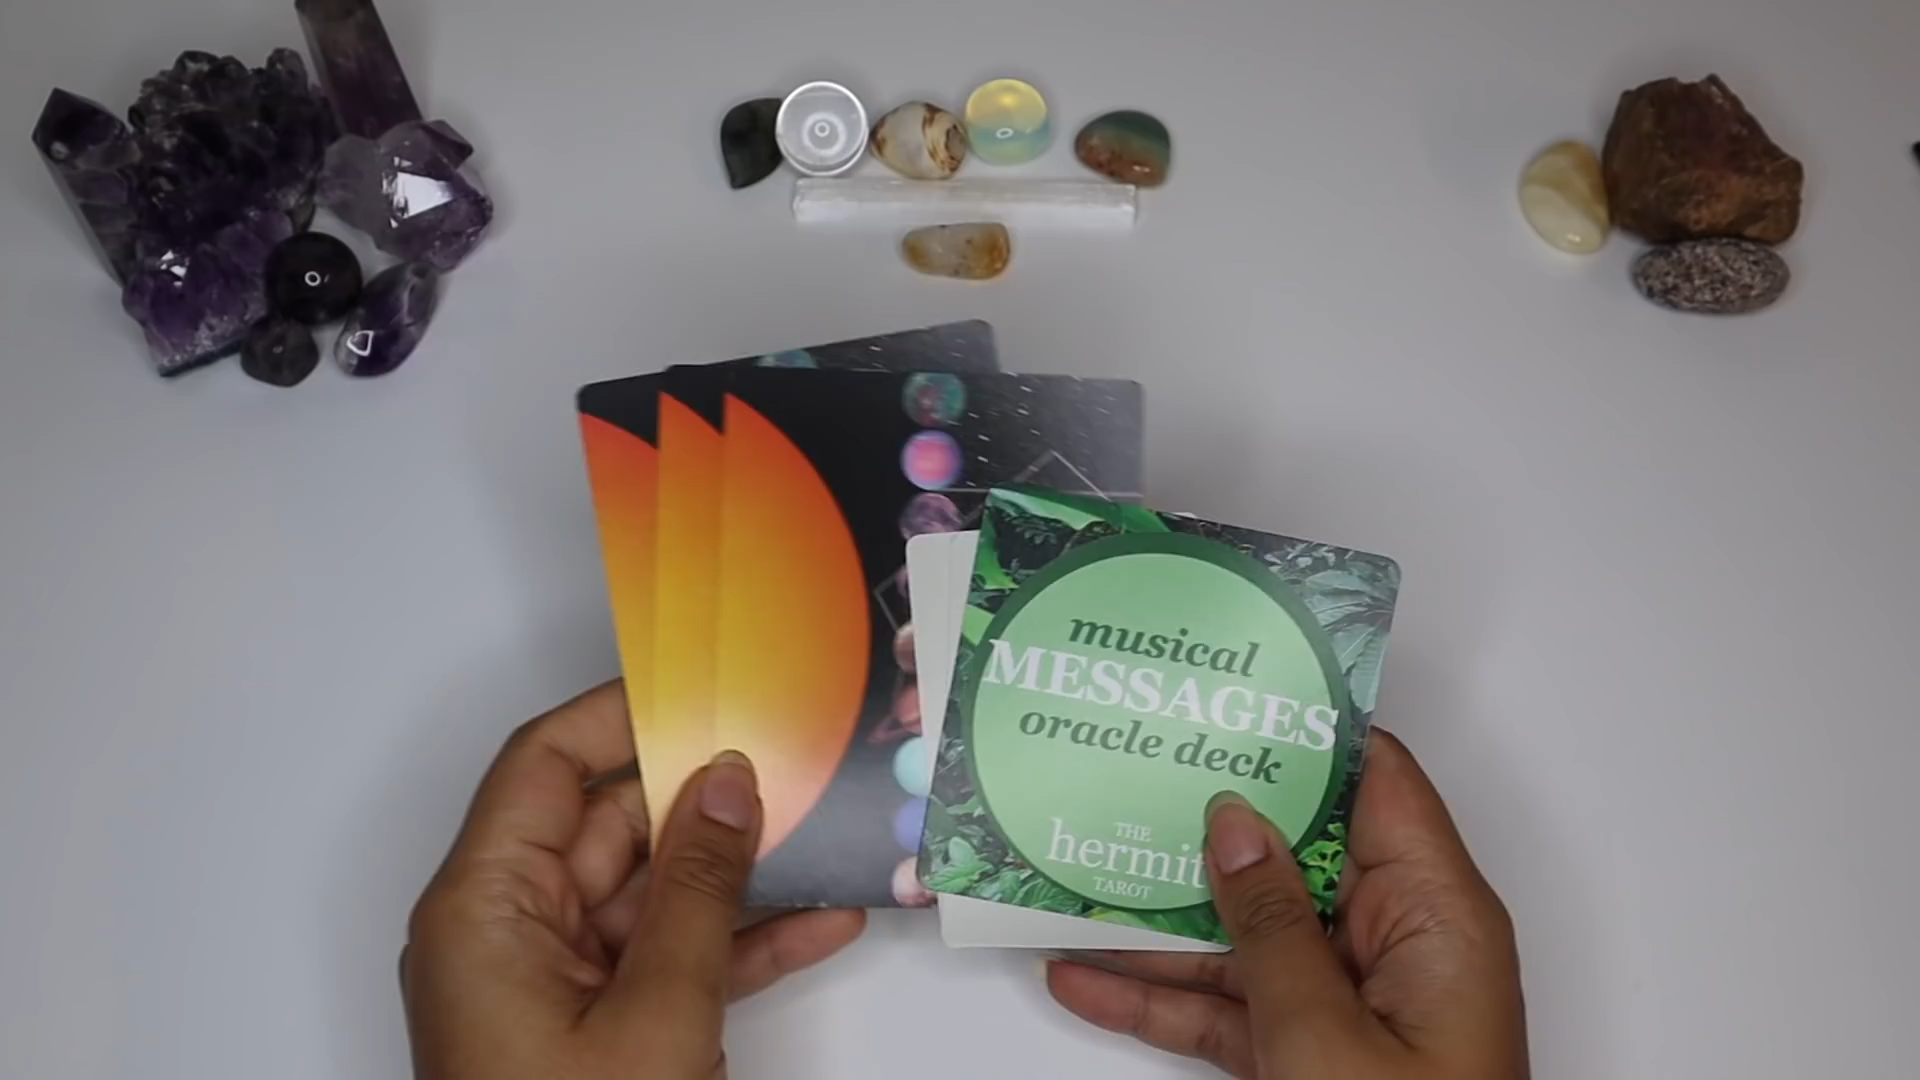 musical
MESSAGES
oracle deck
THE
hermit
TAROT